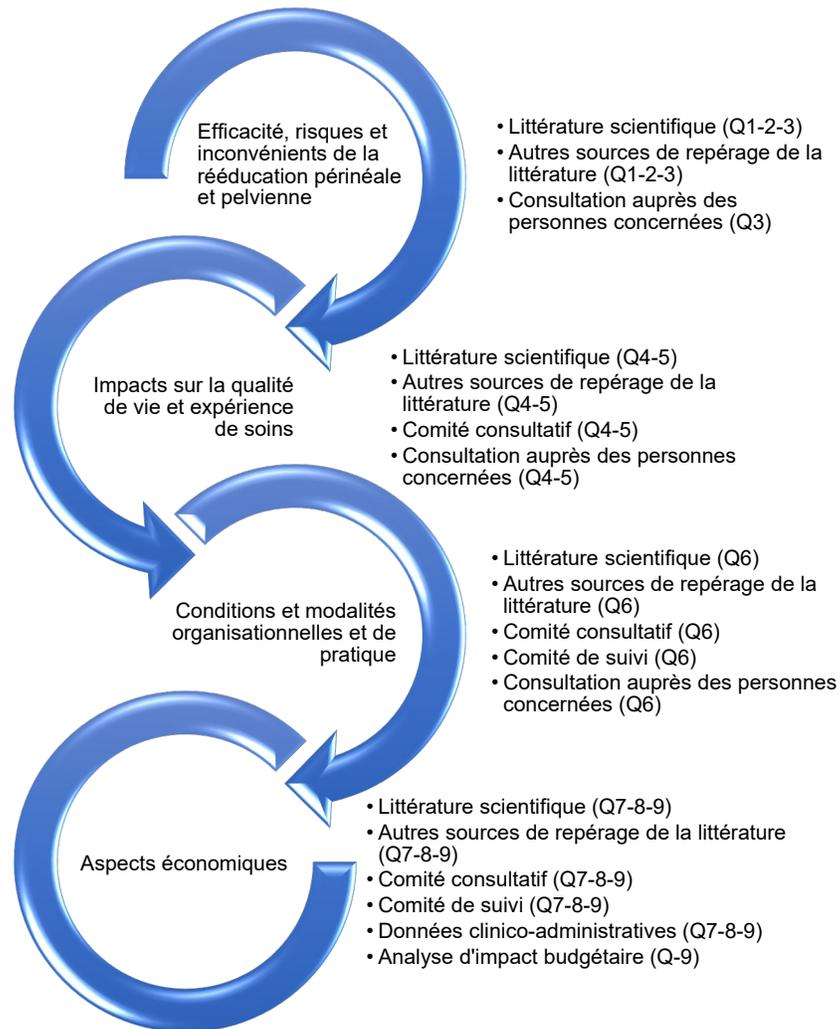 Efficacité, risques et
inconvénients de la
rééducation périnéale
et pelvienne
• Littérature scientifique (Q1-2-3)
• Autres sources de repérage de la
littérature (Q1-2-3)
• Consultation auprès des
personnes concernées (Q3)
Impacts sur la qualité
de vie et expérience
de soins
• Littérature scientifique (Q4-5)
• Autres sources de repérage de la
littérature (Q4-5)
• Comité consultatif (Q4-5)
• Consultation auprès des personnes
concernées (Q4-5)
Conditions et modalités
organisationnelles et de
pratique
• Littérature scientifique (Q6)
• Autres sources de repérage de la
littérature (Q6)
• Comité consultatif (Q6)
• Comité de suivi (Q6)
• Consultation auprès des personnes
concernées (Q6)
Aspects économiques
• Littérature scientifique (Q7-8-9)
• Autres sources de repérage de la littérature
(Q7-8-9)
• Comité consultatif (Q7-8-9)
• Comité de suivi (Q7-8-9)
• Données clinico-administratives (Q7-8-9)
• Analyse d'impact budgétaire (Q-9)